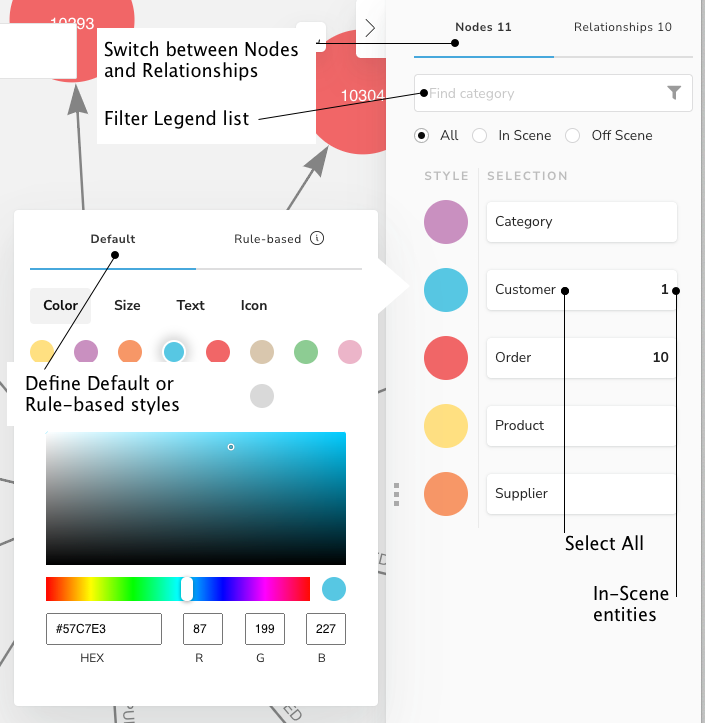 10293
10304
Switch between Nodes
and Relationships
Filter Legend list
Nodes 11
Relationships 10
Find category
All
In Scene
Off Scene
STYLE
SELECTION
Category
Customer 1
Order 10
Product
Supplier
Select All
In-Scene
entities
Default
Rule-based
Color
Size
Text
Icon
Define Default or
Rule-based styles
#57C7E3
87
199
227
HEX
R
G
B
ED